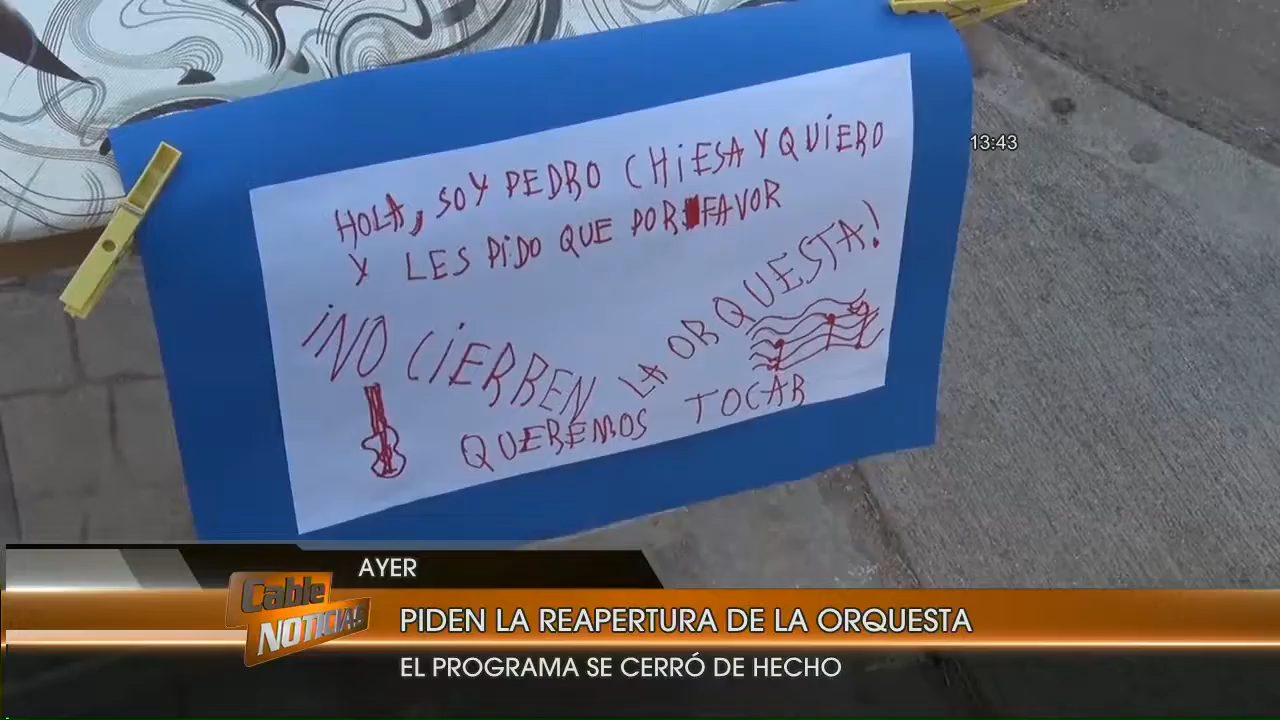 HOLA, SOY PEDRO CHiESA Y QUiERO
Y LES PiDO QUE POR FAVOR
¡NO CiERREN LA ORQUESTA!
QUEREMOS TOCAR
13:43
AYER
Cable
NOTICIAS
PIDEN LA REAPERTURA DE LA ORQUESTA
EL PROGRAMA SE CERRÓ DE HECHO